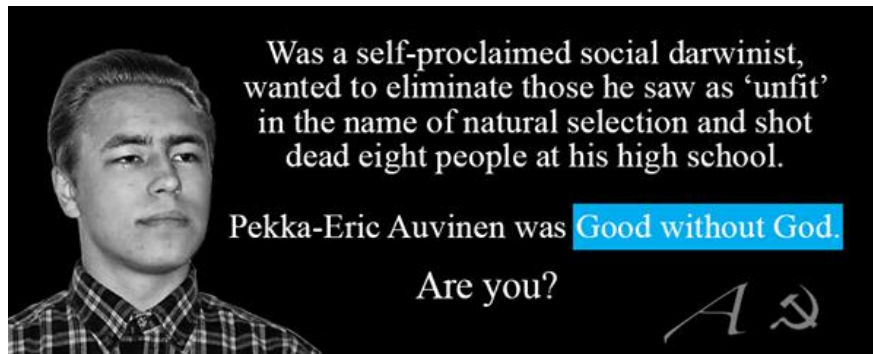 Was a self-proclaimed social darwinist,
wanted to eliminate those he saw as ‘unfit’
in the name of natural selection and shot
dead eight people at his high school.
Pekka-Eric Auvinen was Good without God.
Are you?
A